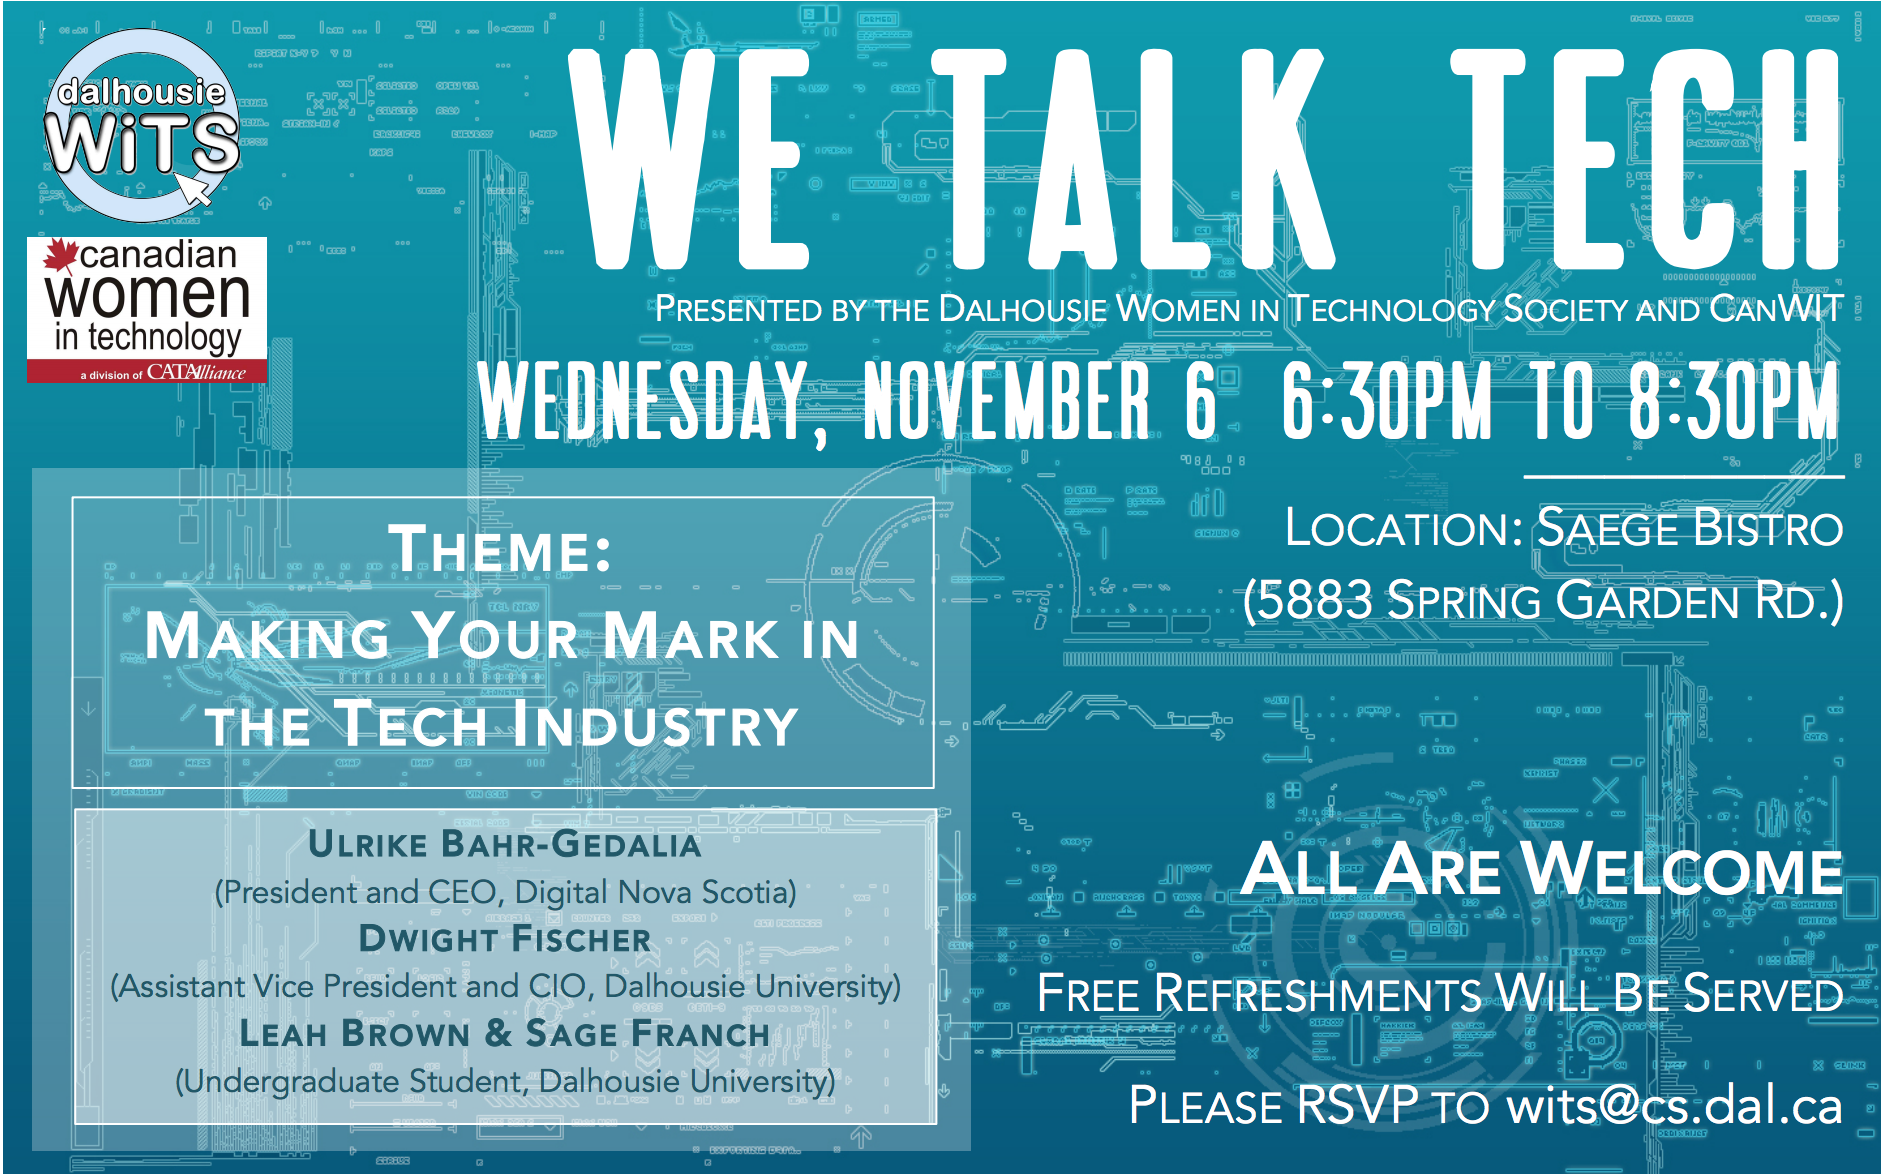 dalhousie
WiTS
canadian
women
in technology
a division of CATAlliance
WE TALK TECH
PRESENTED BY THE DALHOUSIE WOMEN IN TECHNOLOGY SOCIETY AND CANWIT
WEDNESDAY, NOVEMBER 6 6:30PM TO 8:30PM
LOCATION: SAEGE BISTRO
(5883 SPRING GARDEN RD.)
THEME:
MAKING YOUR MARK IN
THE TECH INDUSTRY
ULRIKE BAHR-GEDALIA
(President and CEO, Digital Nova Scotia)
DWIGHT FISCHER
(Assistant Vice President and CIO, Dalhousie University)
LEAH BROWN & SAGE FRANCH
(Undergraduate Student, Dalhousie University)
ALL ARE WELCOME
FREE REFRESHMENTS WILL BE SERVED
PLEASE RSVP TO wits@cs.dal.ca